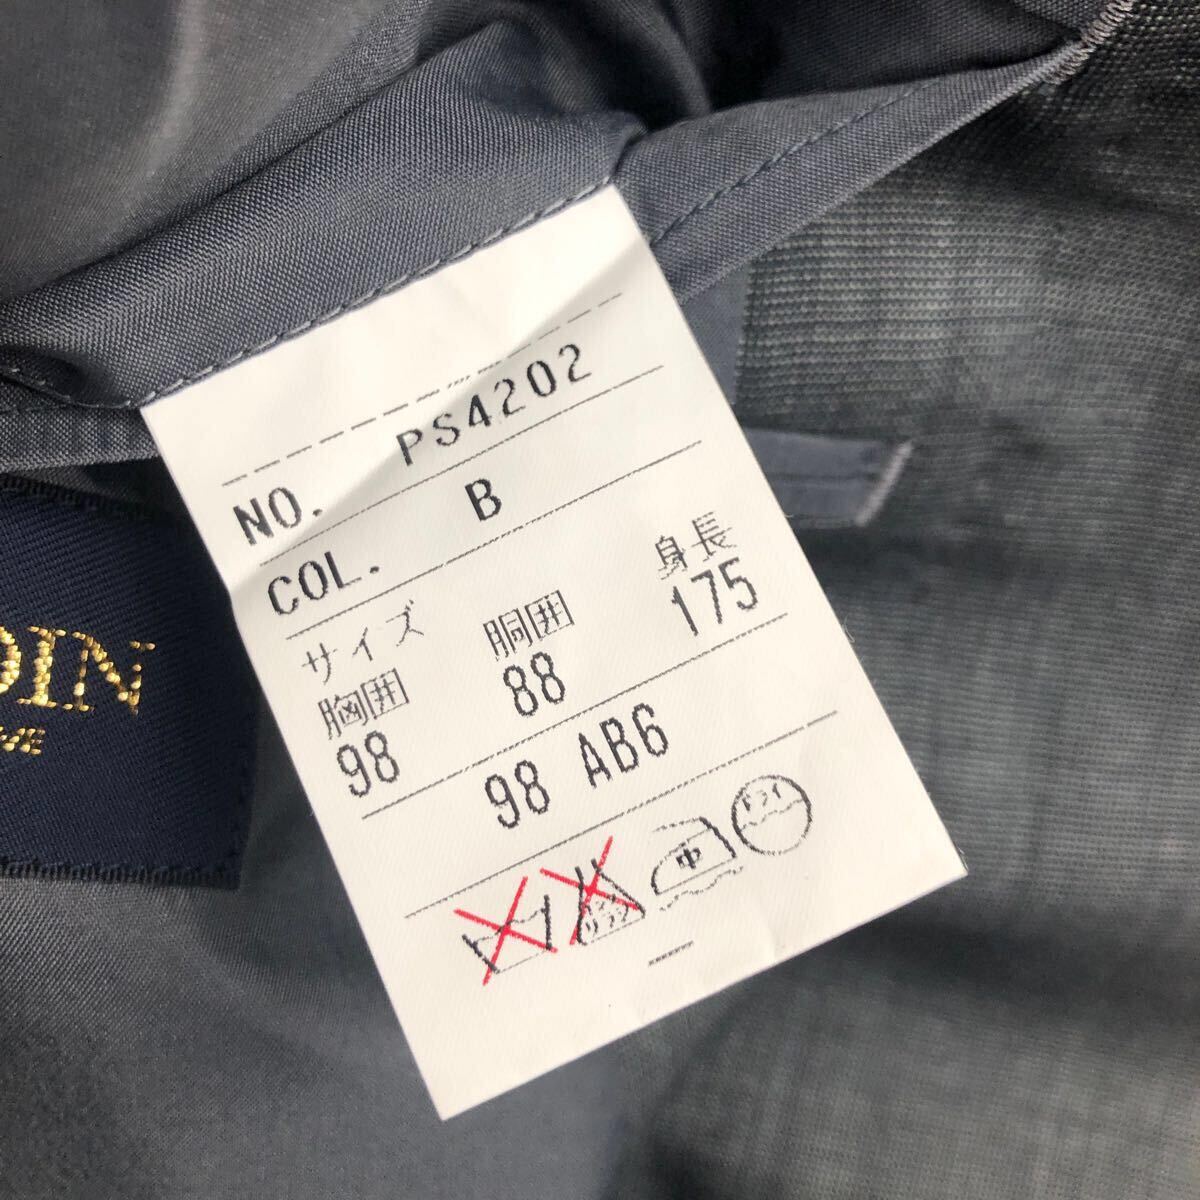 NO. PS4202
COL. B
サイズ
胸囲 胴囲 身長
98 88 175
98 AB6
中
ドライ
DIN